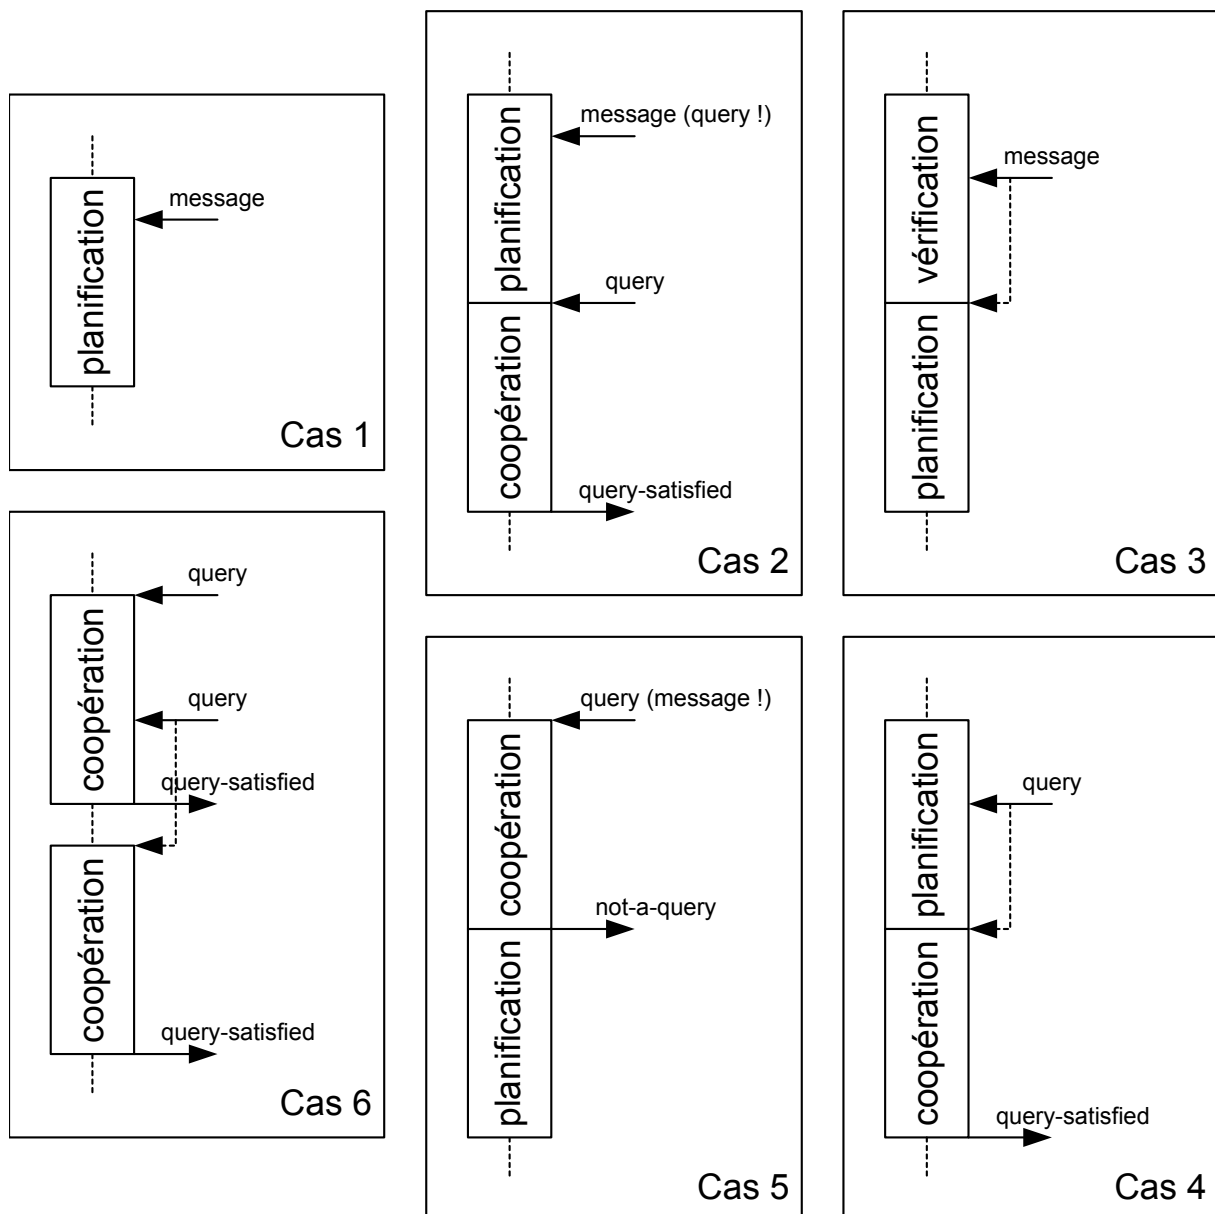 message
planification
Cas 1
message (query !)
planification
query
coopération
query-satisfied
Cas 2
message
vérification
planification
Cas 3
query
coopération
query
query-satisfied
coopération
query-satisfied
Cas 6
query (message !)
coopération
not-a-query
planification
Cas 5
planification
query
coopération
query-satisfied
Cas 4